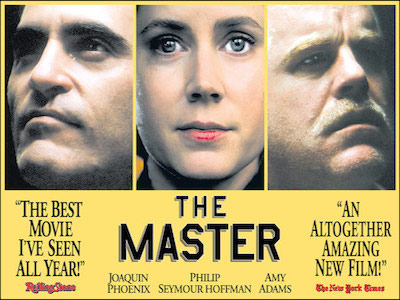 "THE BEST
MOVIE
I'VE SEEN
ALL YEAR!"
Rolling Stone
THE
MASTER
JOAQUIN PHOENIX
PHILIP SEYMOUR HOFFMAN
AMY ADAMS
"AN
ALTOGETHER
AMAZING
NEW FILM!"
The New York Times